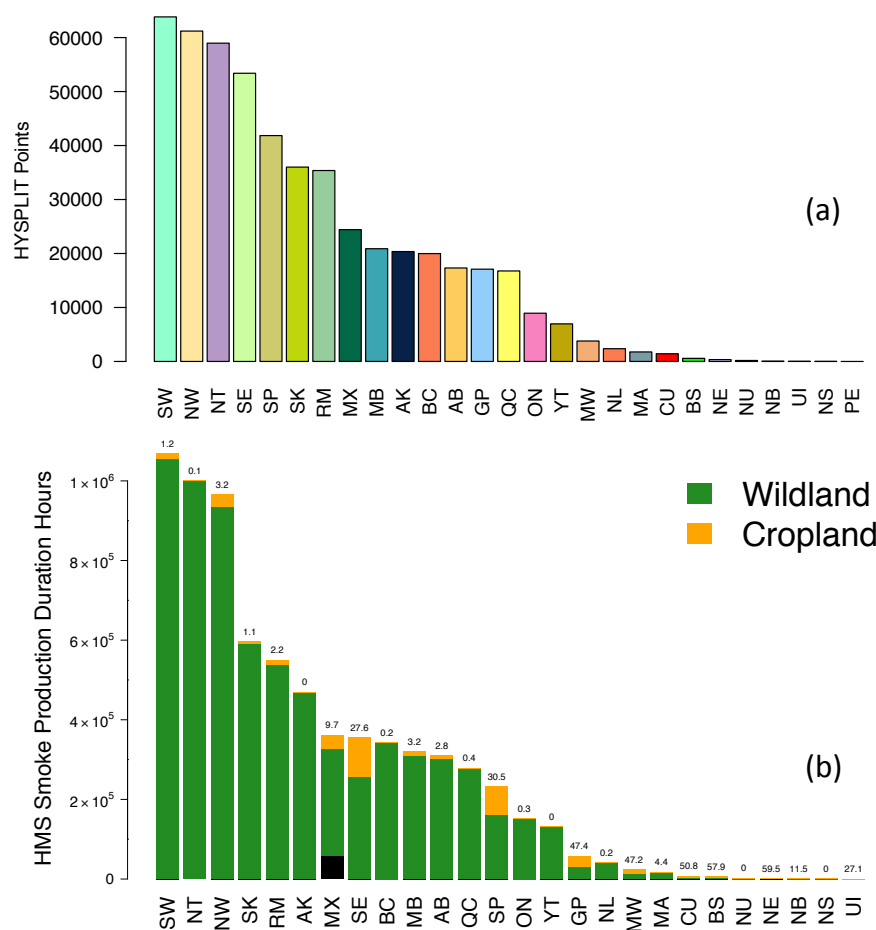 60000
50000
40000
30000
20000
10000
0
HYSPLIT Points
(a)
SW NW NT SE SP SK RM MX MB AK BC AB GP QC ON YT MW NL MA CU BS NE NU NB UI NS PE
1 × 10⁶
8 × 10⁵
6 × 10⁵
4 × 10⁵
2 × 10⁵
0
HMS Smoke Production Duration Hours
1.2 0.1 3.2 1.1 2.2 0 9.7 27.6 0.2 3.2 2.8 0.4 30.5 0.3 0 47.4 0.2 47.2 4.4 50.8 57.9 0 59.5 11.5 0 27.1
Wildland
Cropland
(b)
SW NT NW SK RM AK MX SE BC MB AB QC SP ON YT GP NL MW MA CU BS NU NE NB NS UI